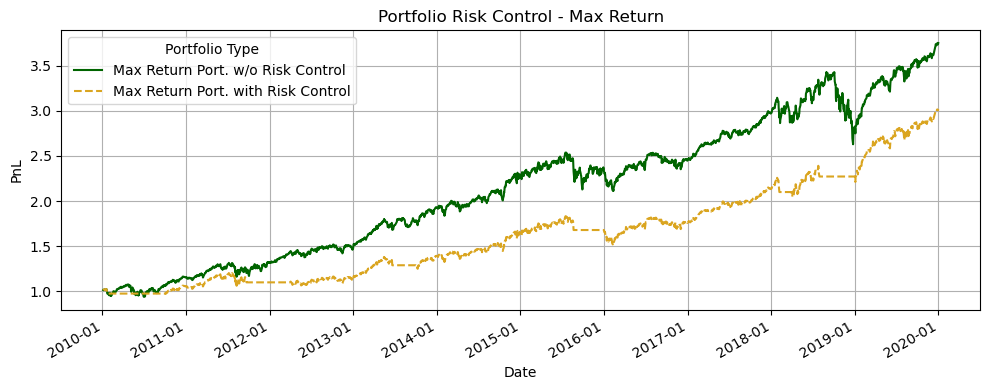 Portfolio Risk Control - Max Return
Portfolio Type
Max Return Port. w/o Risk Control
Max Return Port. with Risk Control
PnL
3.5
3.0
2.5
2.0
1.5
1.0
2010-01
2011-01
2012-01
2013-01
2014-01
2015-01
2016-01
2017-01
2018-01
2019-01
2020-01
Date